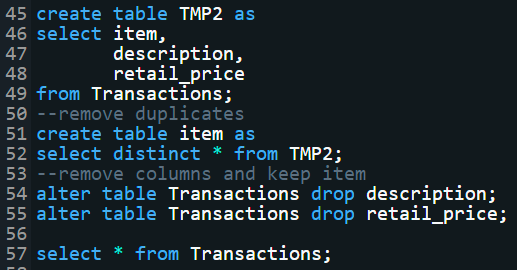 45 create table TMP2 as
46 select item,
47        description,
48        retail_price
49 from Transactions;
50 --remove duplicates
51 create table item as
52 select distinct * from TMP2;
53 --remove columns and keep item
54 alter table Transactions drop description;
55 alter table Transactions drop retail_price;
56
57 select * from Transactions;